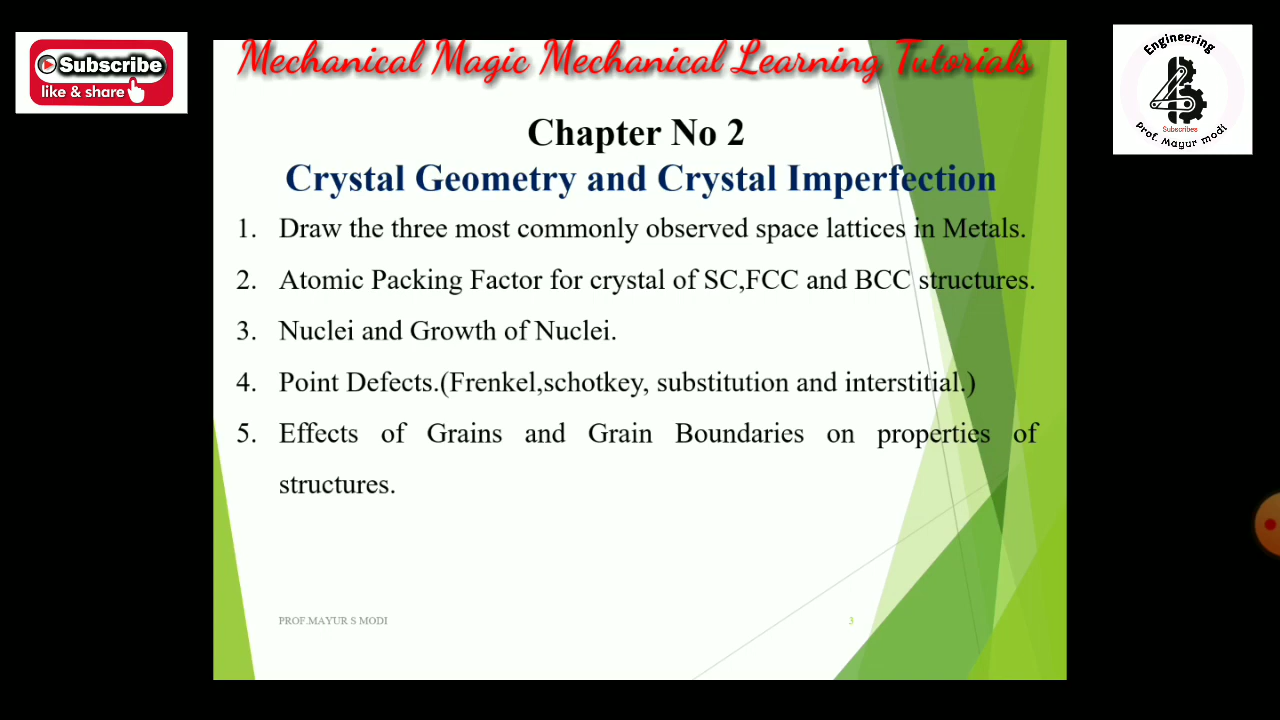 Subscribe
like & share
Mechanical Magic Mechanical Learning Tutorials
Engineering
Subscribes
Prof. Mayur modi
Chapter No 2
Crystal Geometry and Crystal Imperfection
1. Draw the three most commonly observed space lattices in Metals.
2. Atomic Packing Factor for crystal of SC,FCC and BCC structures.
3. Nuclei and Growth of Nuclei.
4. Point Defects.(Frenkel,schotkey, substitution and interstitial.)
5. Effects of Grains and Grain Boundaries on properties of
structures.
PROF.MAYUR S MODI
3